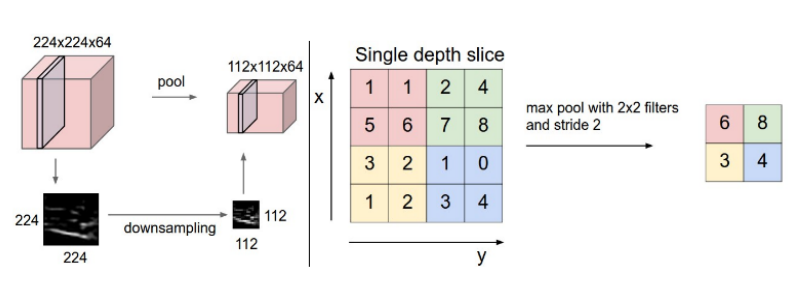 224x224x64
pool
112x112x64
224
224
downsampling
112
112
Single depth slice
x
1 1 2 4
5 6 7 8
3 2 1 0
1 2 3 4
y
max pool with 2x2 filters
and stride 2
6 8
3 4